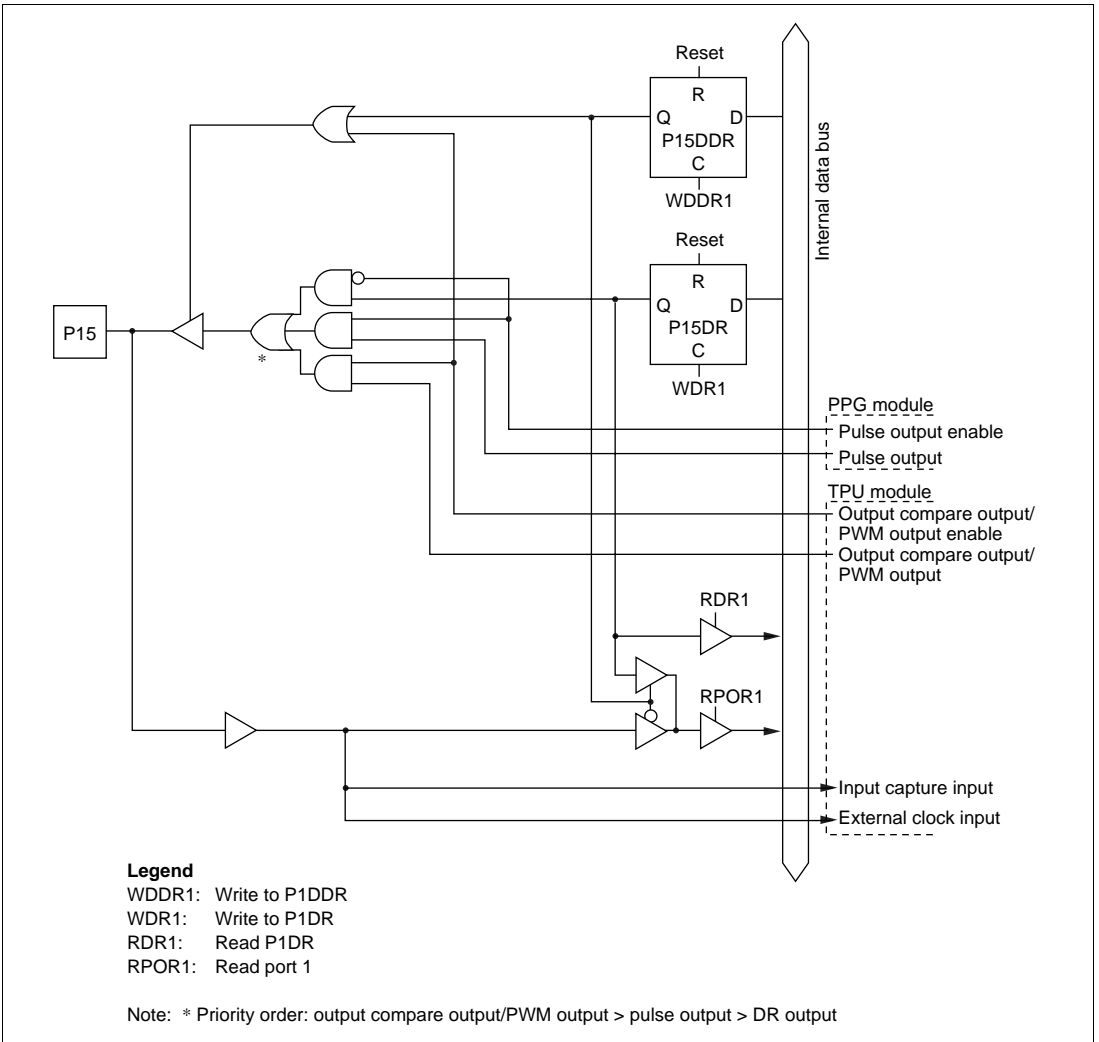 Reset
R
Q D
P15DDR
C
WDDR1
Internal data bus
Reset
R
Q D
P15DR
C
WDR1
P15
*
PPG module
Pulse output enable
Pulse output
TPU module
Output compare output/
PWM output enable
Output compare output/
PWM output
RDR1
RPOR1
Input capture input
External clock input
Legend
WDDR1: Write to P1DDR
WDR1: Write to P1DR
RDR1: Read P1DR
RPOR1: Read port 1
Note: * Priority order: output compare output/PWM output > pulse output > DR output